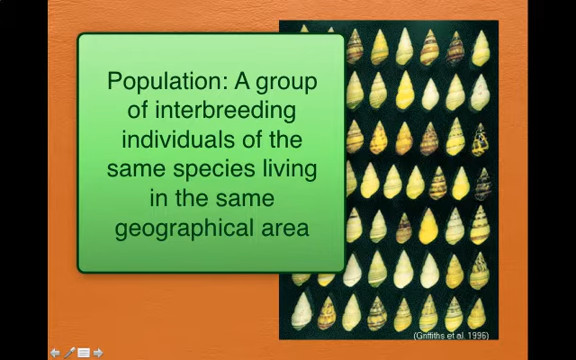 Population: A group
of interbreeding
individuals of the
same species living
in the same
geographical area
(Griffiths et al. 1996)